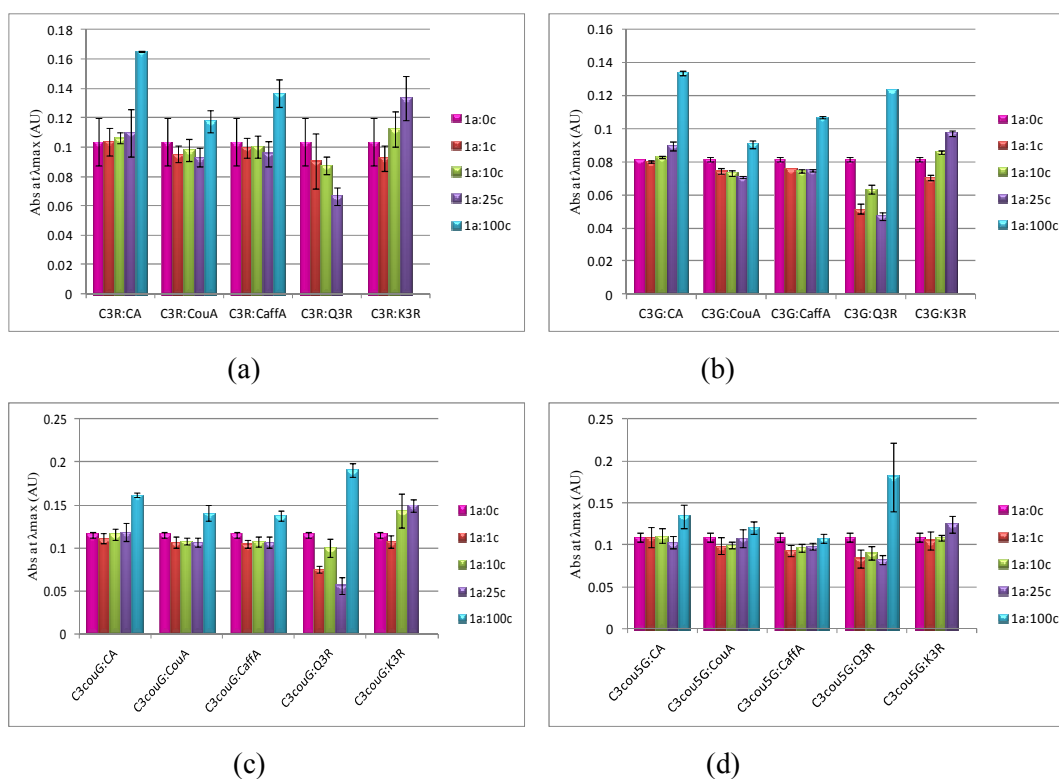 0.18
0.16
0.14
0.12
0.1
0.08
0.06
0.04
0.02
0
Abs at λmax (AU)
C3R:CA C3R:CouA C3R:CaffA C3R:Q3R C3R:K3R
1a:0c
1a:1c
1a:10c
1a:25c
1a:100c
(a)
0.16
0.14
0.12
0.1
0.08
0.06
0.04
0.02
0
Abs at λmax (AU)
C3G:CA C3G:CouA C3G:CaffA C3G:Q3R C3G:K3R
1a:0c
1a:1c
1a:10c
1a:25c
1a:100c
(b)
0.25
0.2
0.15
0.1
0.05
0
Abs at λmax (AU)
C3couG:CA C3couG:CouA C3couG:CaffA C3couG:Q3R C3couG:K3R
1a:0c
1a:1c
1a:10c
1a:25c
1a:100c
(c)
0.25
0.2
0.15
0.1
0.05
0
Abs at λmax (AU)
C3cou5G:CA C3cou5G:CouA C3cou5G:CaffA C3cou5G:Q3R C3cou5G:K3R
1a:0c
1a:1c
1a:10c
1a:25c
1a:100c
(d)